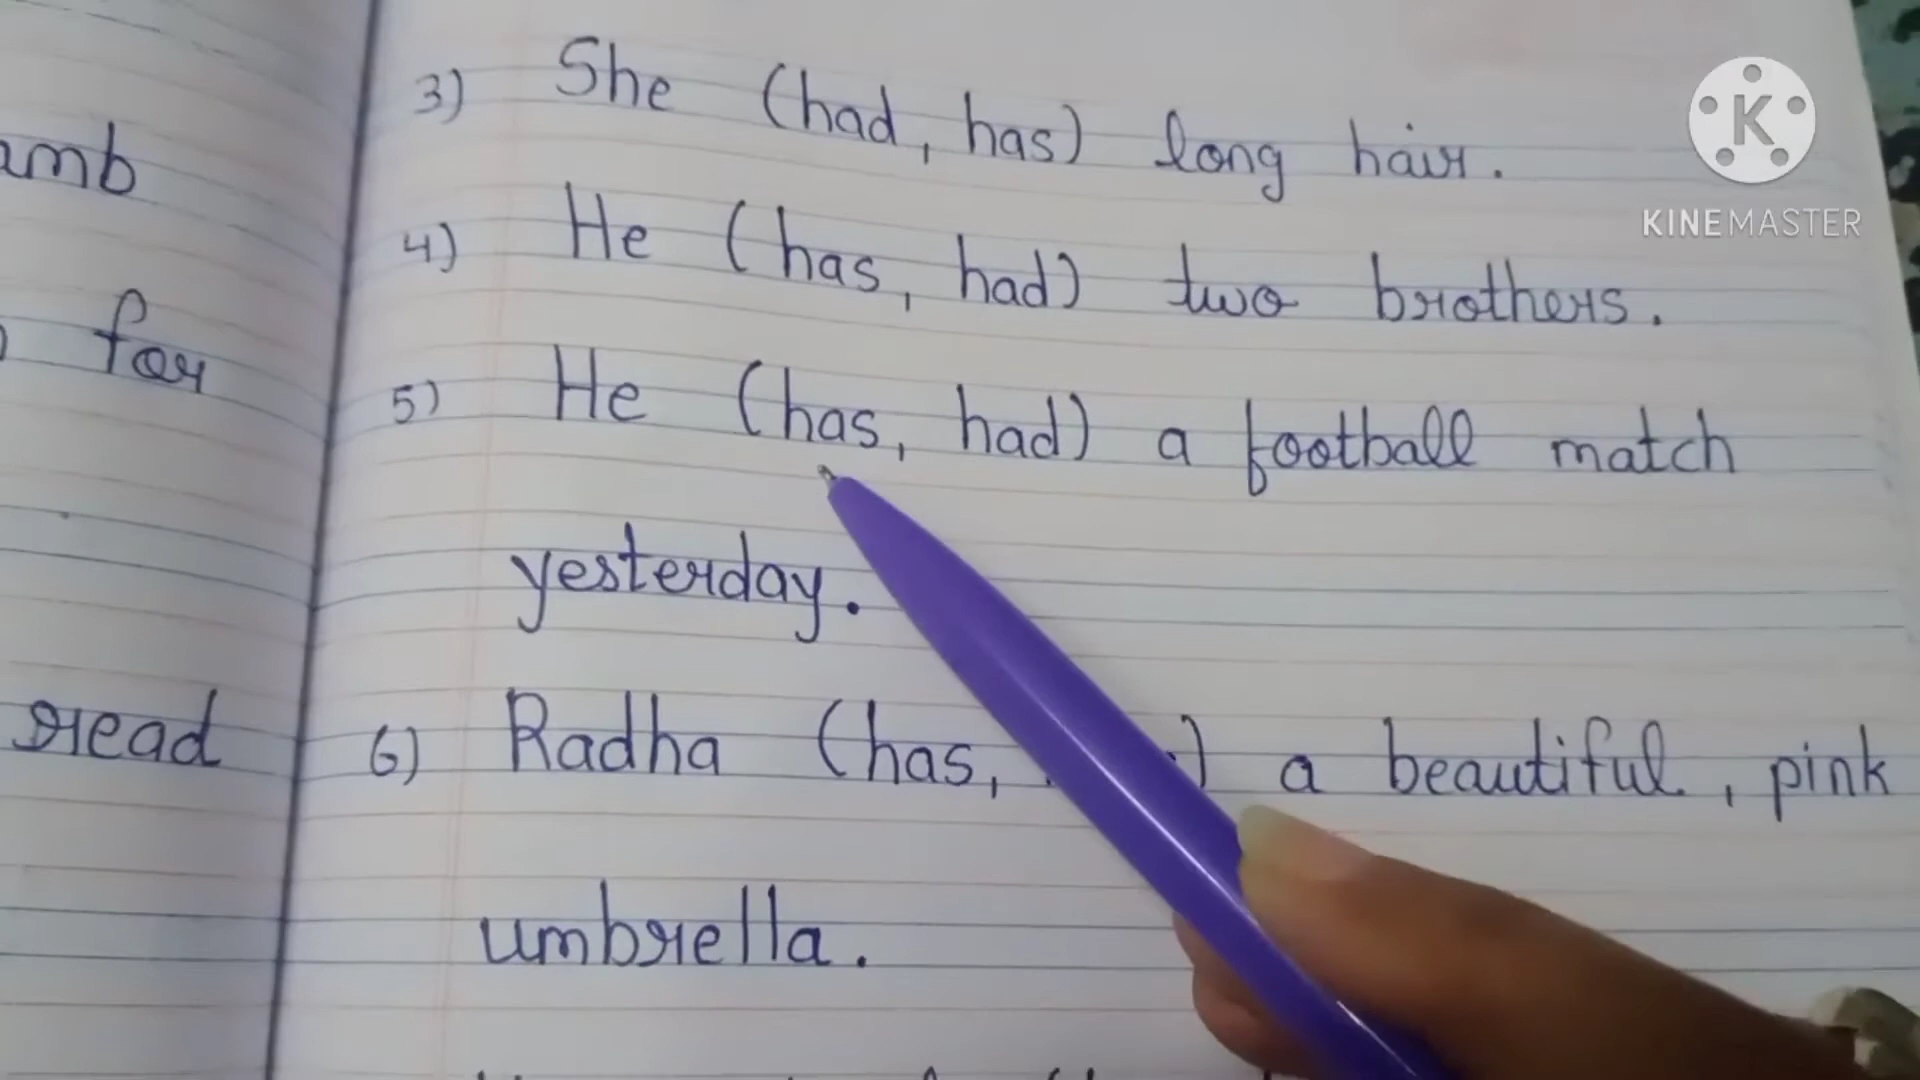 amb
for
read
3) She (had, has) long hair.
4) He (has, had) two brothers.
5) He (has, had) a football match
yesterday.
6) Radha (has, ) a beautiful, pink
umbrella.
K
KINEMASTER